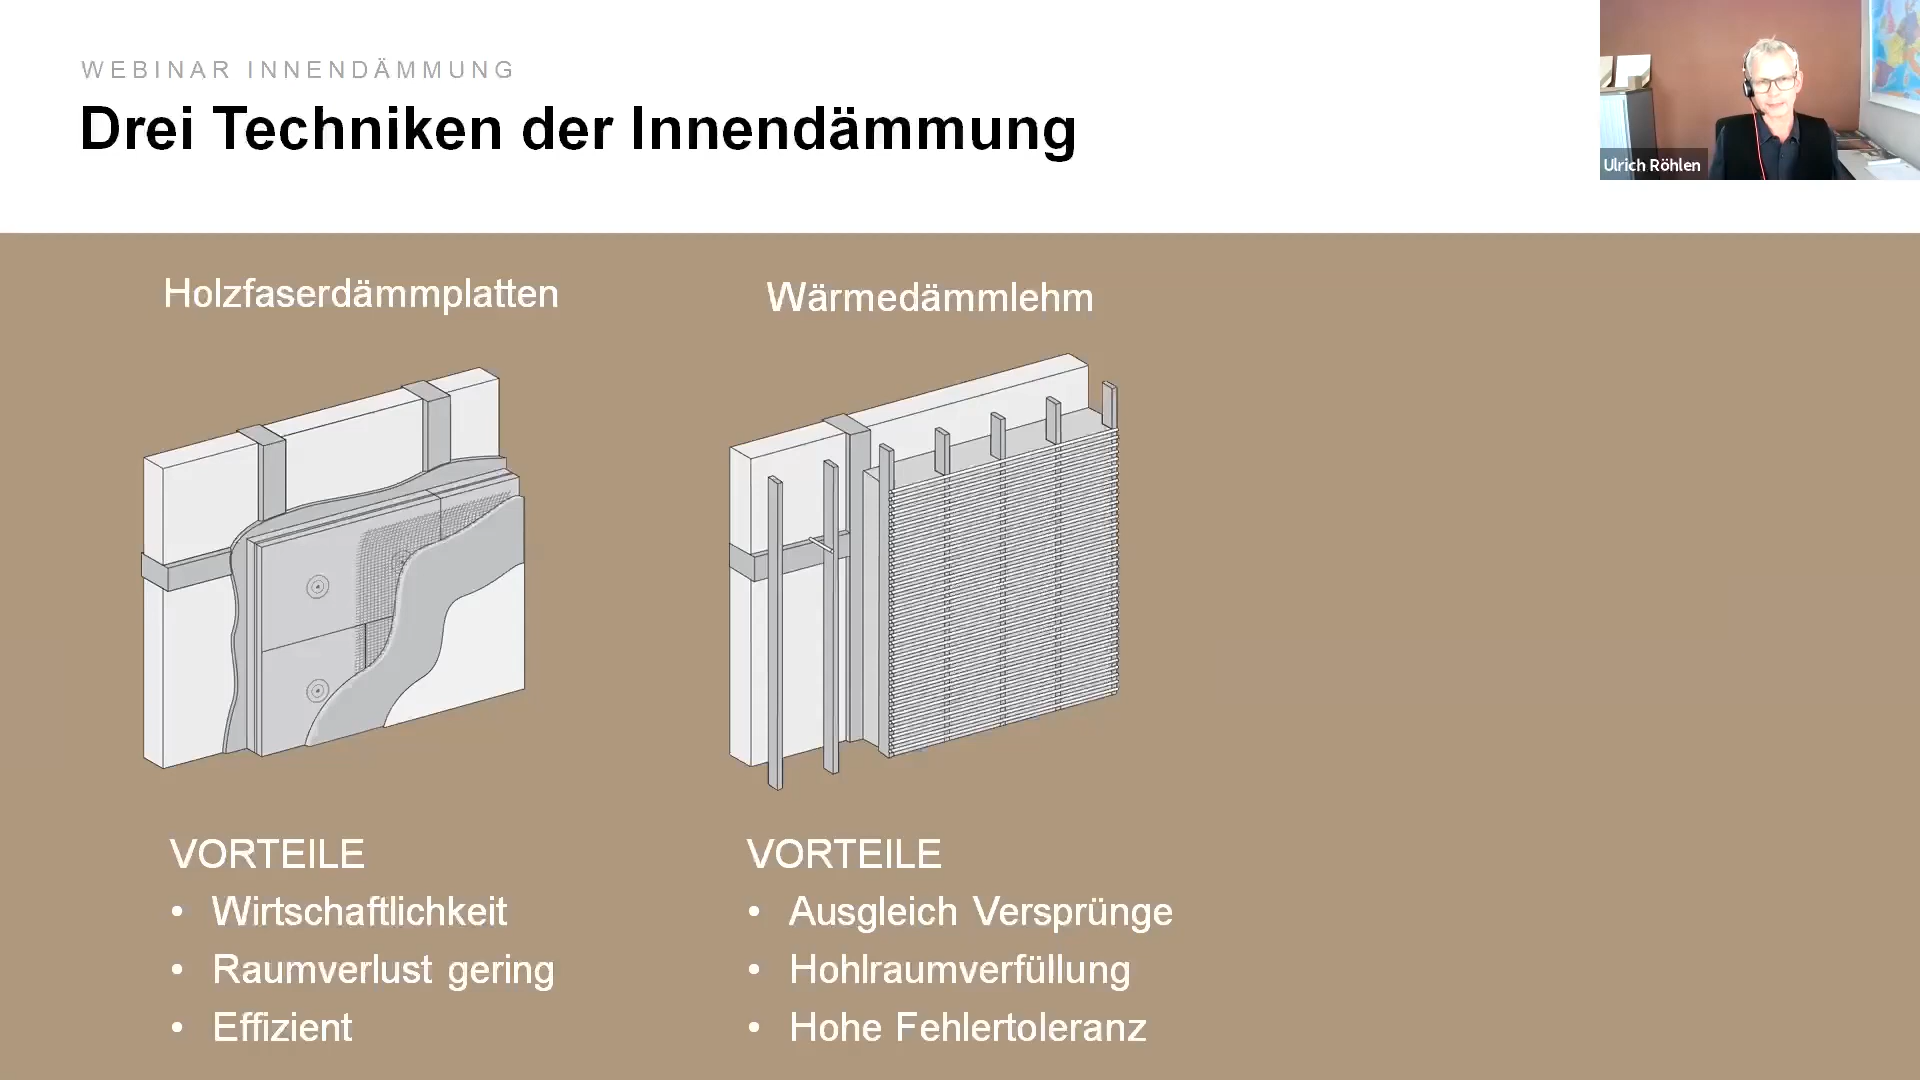 WEBINAR INNENDÄMMUNG
Drei Techniken der Innendämmung
Ulrich Röhlen
Holzfaserdämmplatten
Wärmedämmlehm
VORTEILE
• Wirtschaftlichkeit
• Raumverlust gering
• Effizient
VORTEILE
• Ausgleich Versprünge
• Hohlraumverfüllung
• Hohe Fehlertoleranz